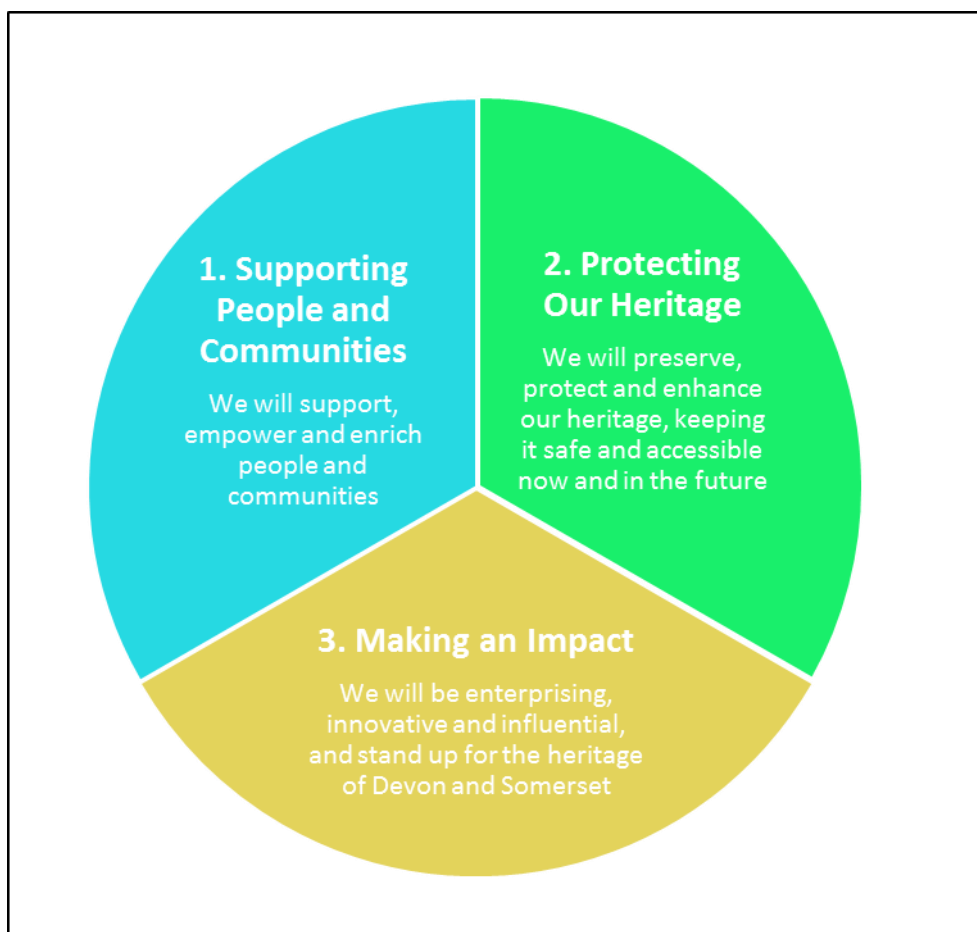 1. Supporting
People and
Communities
We will support,
empower and enrich
people and
communities
2. Protecting
Our Heritage
We will preserve,
protect and enhance
our heritage, keeping
it safe and accessible
now and in the future
3. Making an Impact
We will be enterprising,
innovative and influential,
and stand up for the heritage
of Devon and Somerset